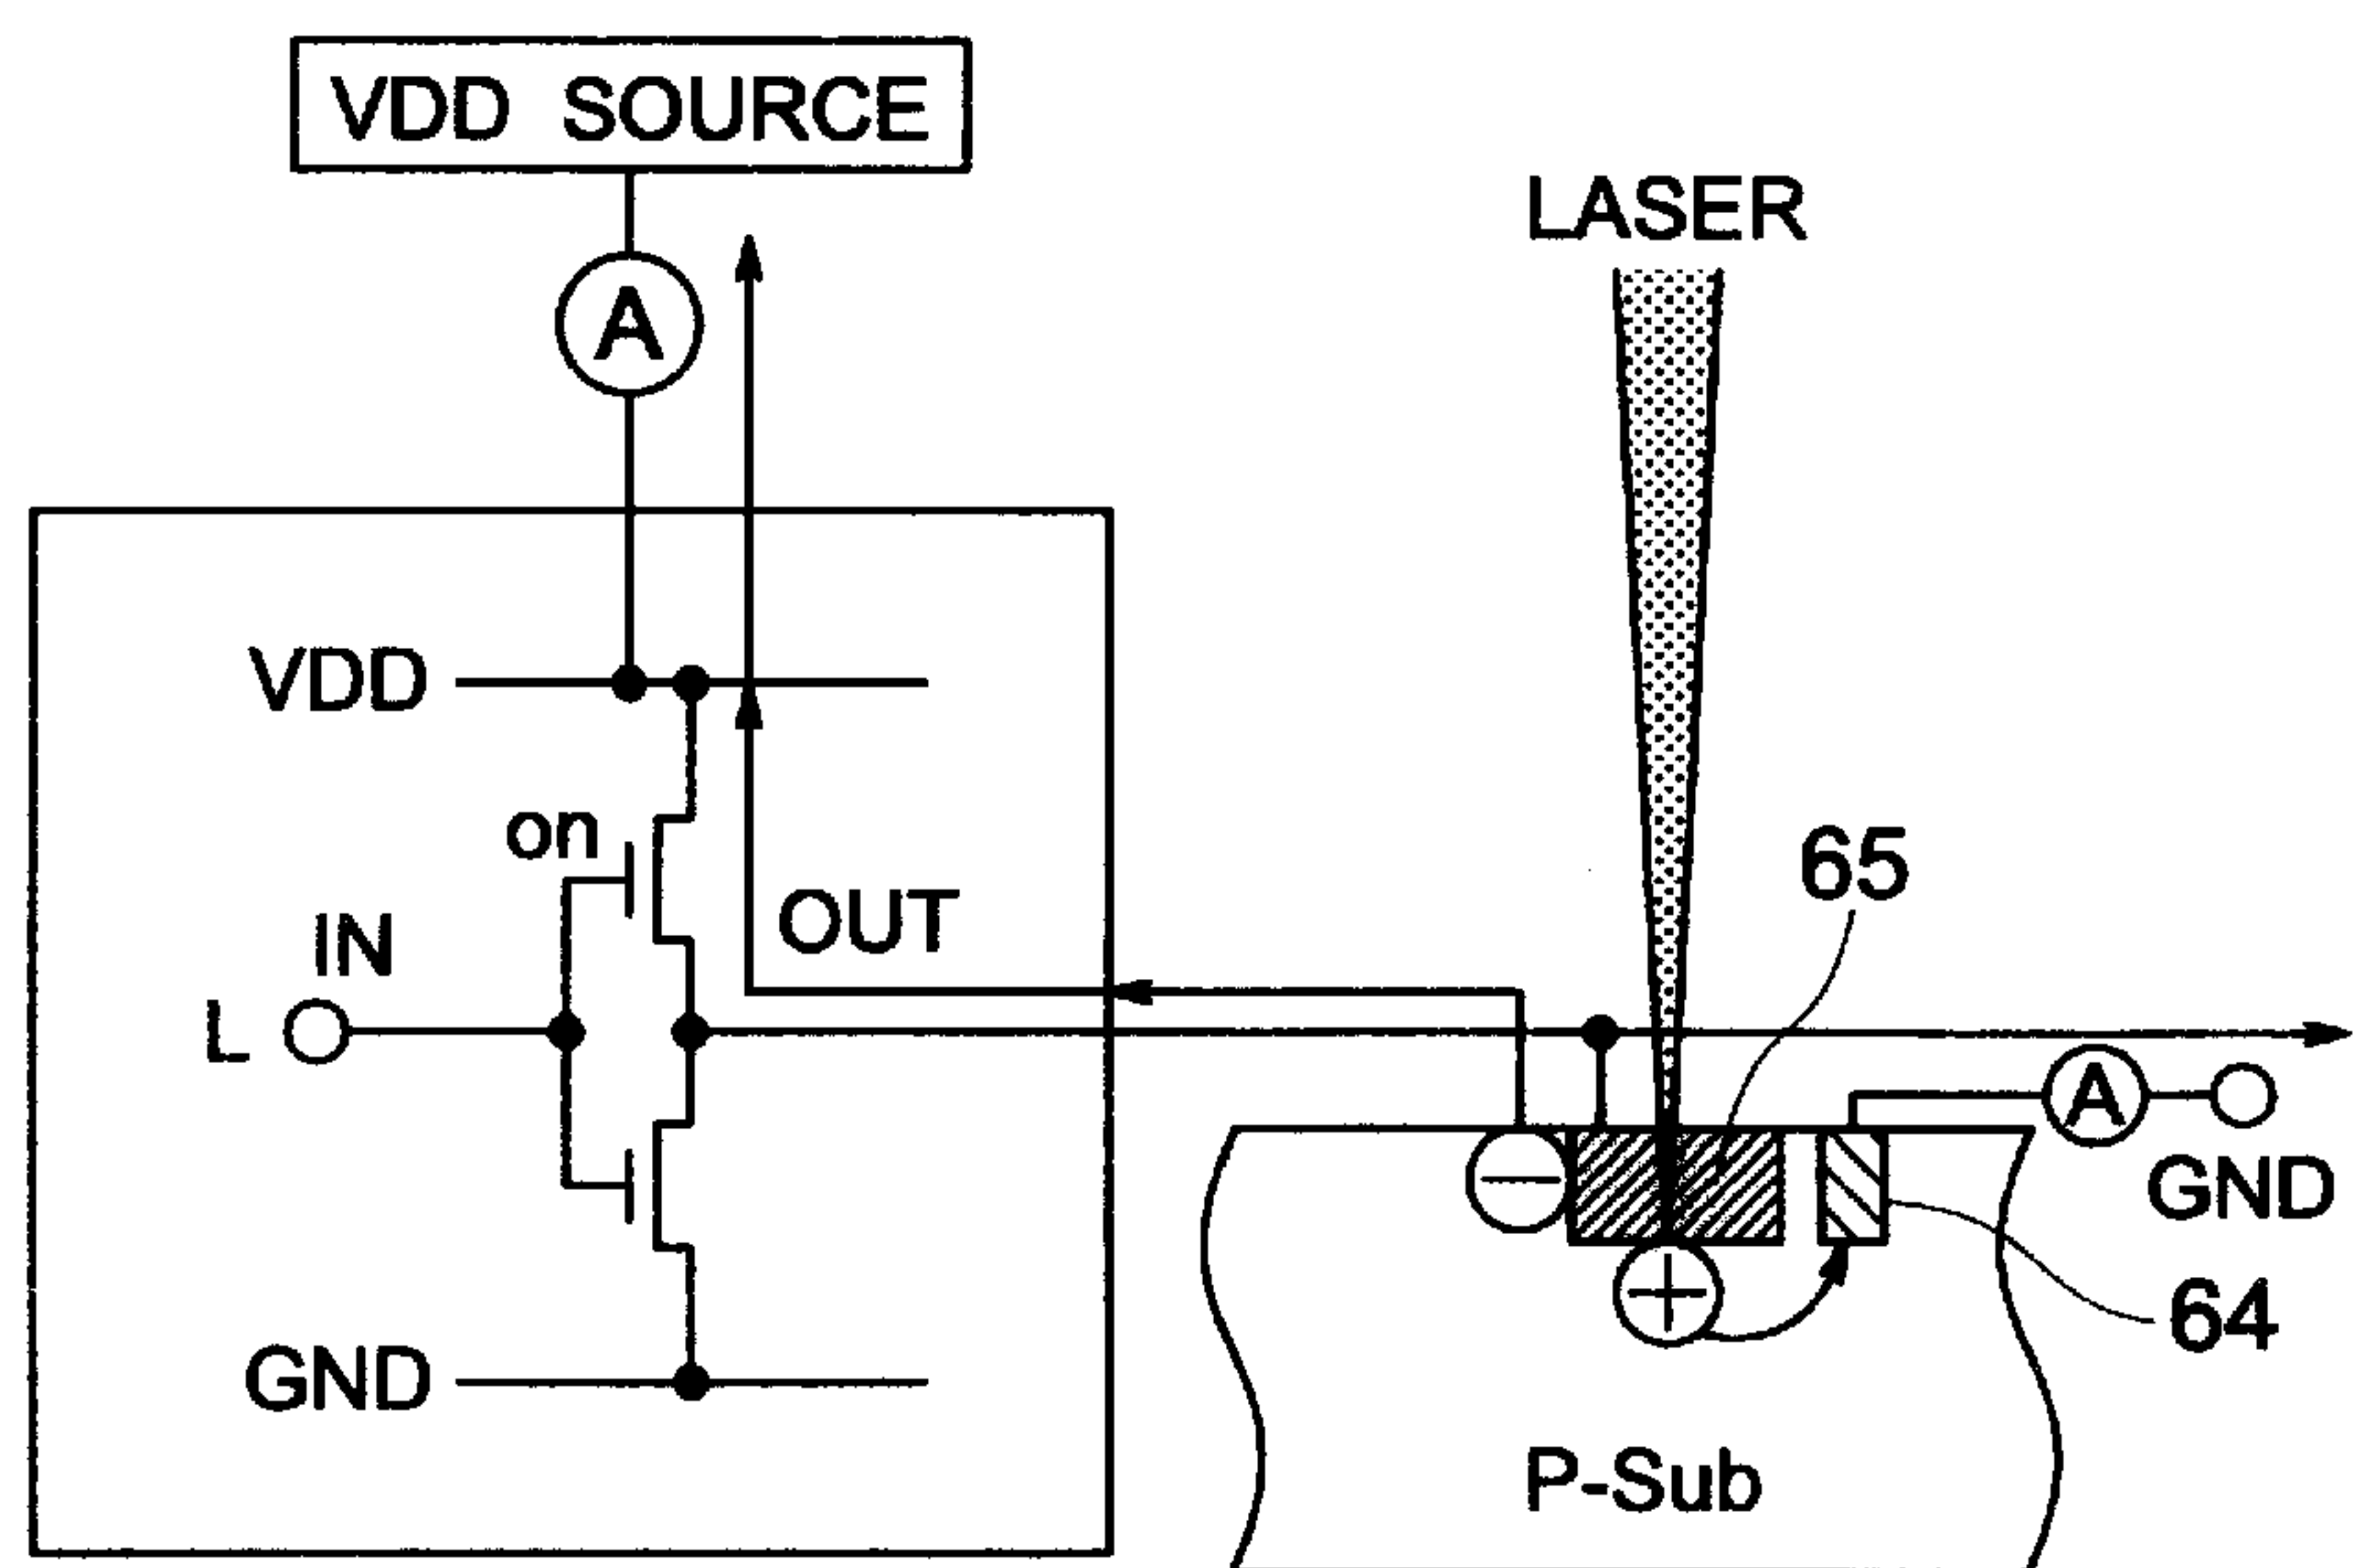 VDD SOURCE
LASER
A
VDD
on
65
OUT
IN
L
A
GND
64
GND
P-Sub